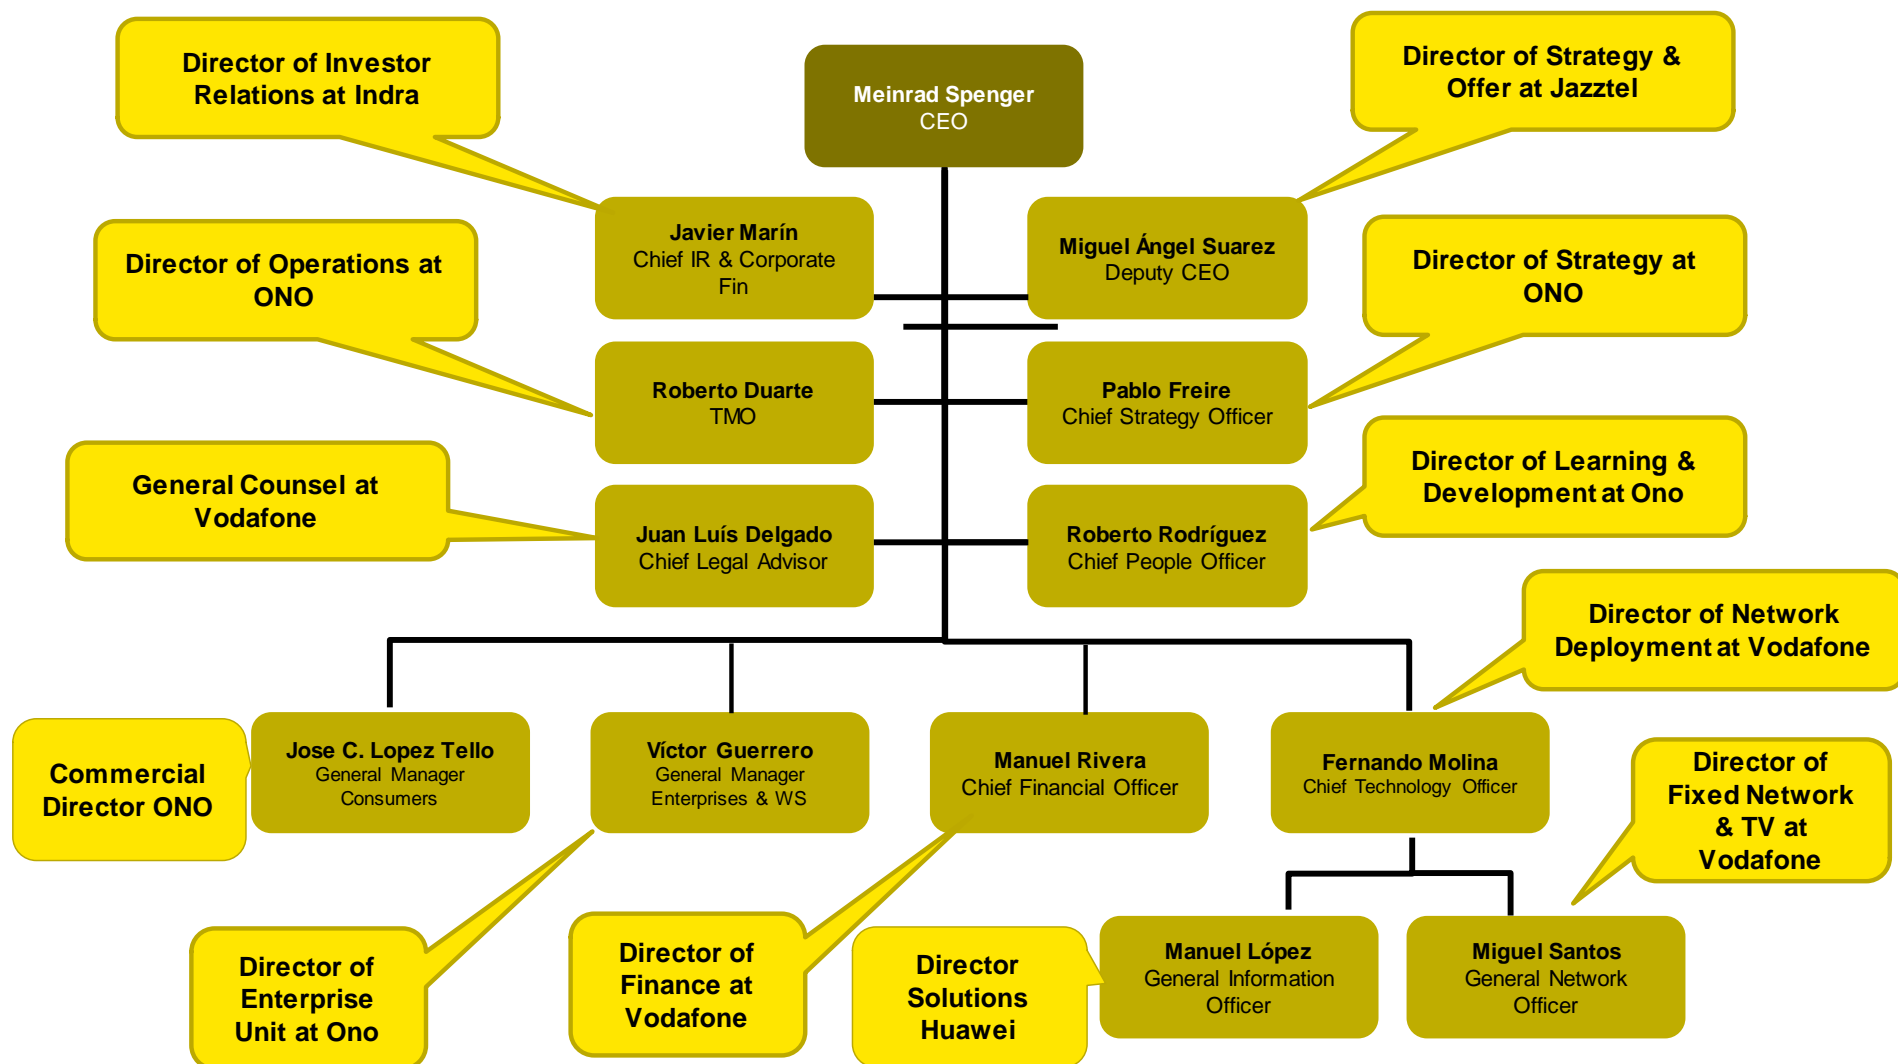 Director of Investor
Relations at Indra
Meinrad Spenger
CEO
Director of Strategy &
Offer at Jazztel
Javier Marín
Chief IR & Corporate
Fin
Miguel Ángel Suarez
Deputy CEO
Director of Operations at
ONO
Director of Strategy at
ONO
Roberto Duarte
TMO
Pablo Freire
Chief Strategy Officer
General Counsel at
Vodafone
Director of Learning &
Development at Ono
Juan Luís Delgado
Chief Legal Advisor
Roberto Rodríguez
Chief People Officer
Director of Network
Deployment at Vodafone
Commercial
Director ONO
Jose C. Lopez Tello
General Manager
Consumers
Víctor Guerrero
General Manager
Enterprises & WS
Manuel Rivera
Chief Financial Officer
Fernando Molina
Chief Technology Officer
Director of
Fixed Network
& TV at
Vodafone
Director of
Enterprise
Unit at Ono
Director of
Finance at
Vodafone
Director
Solutions
Huawei
Manuel López
General Information
Officer
Miguel Santos
General Network
Officer